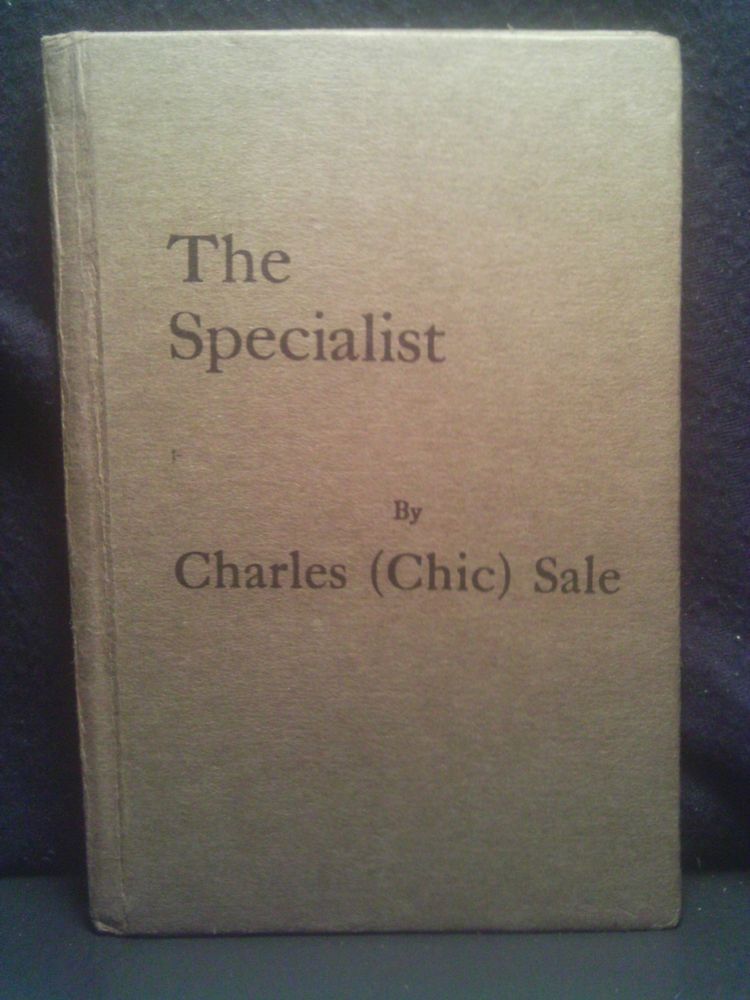 The
Specialist
By
Charles (Chic) Sale